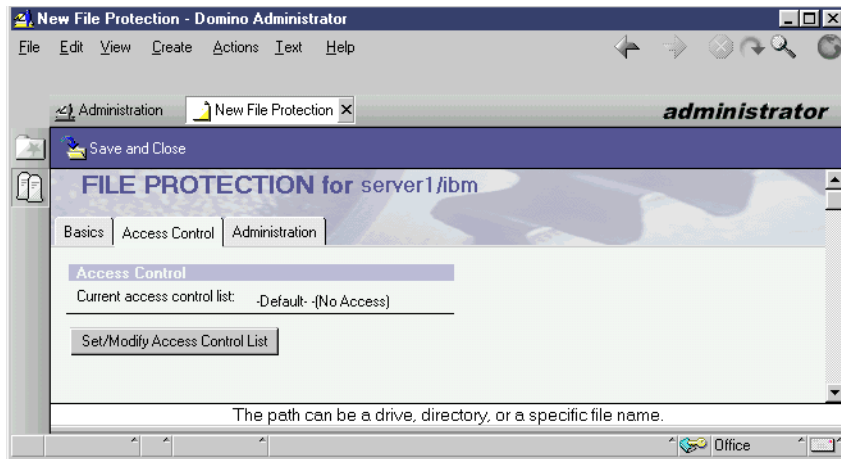 New File Protection - Domino Administrator
File Edit View Create Actions Text Help
Administration New File Protection administrator
Save and Close
FILE PROTECTION for server1/ibm
Basics Access Control Administration
Access Control
Current access control list: -Default- -(No Access)
Set/Modify Access Control List
The path can be a drive, directory, or a specific file name.
Office